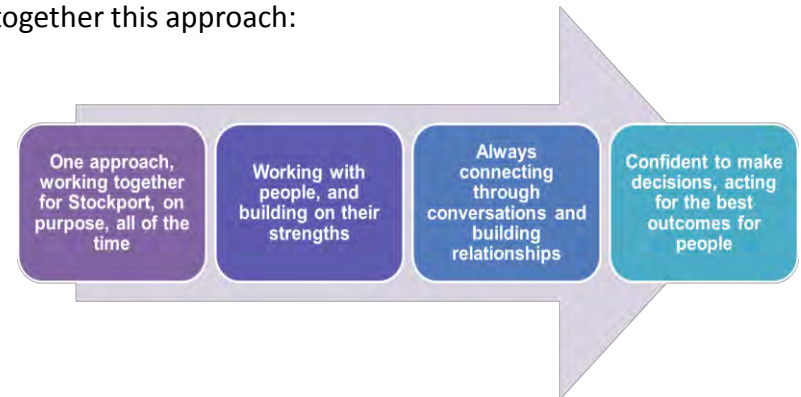 together this approach:
One approach,
working together
for Stockport, on
purpose, all of the
time
Working with
people, and
building on their
strengths
Always
connecting
through
conversations and
building
relationships
Confident to make
decisions, acting
for the best
outcomes for
people